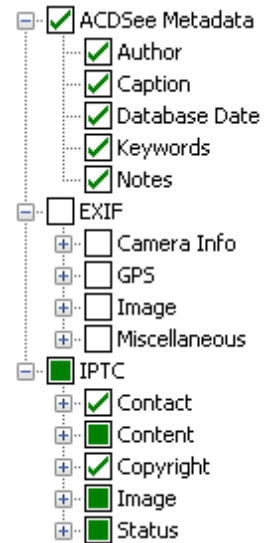 ACDSee Metadata
Author
Caption
Database Date
Keywords
Notes
EXIF
Camera Info
GPS
Image
Miscellaneous
IPTC
Contact
Content
Copyright
Image
Status